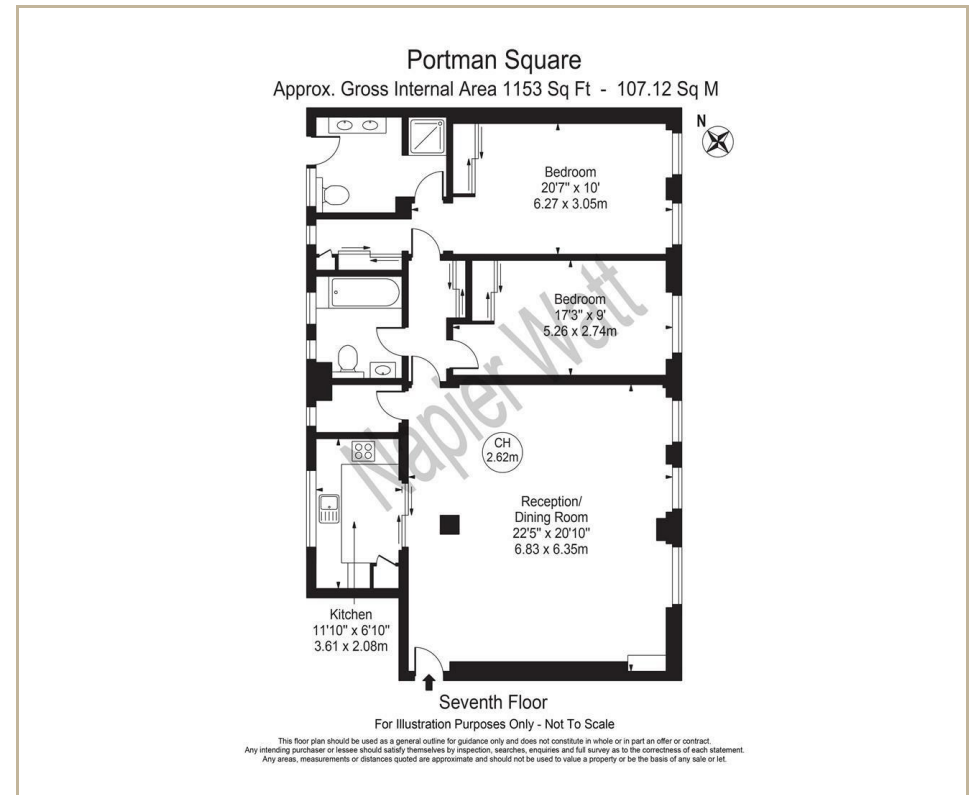 Portman Square
Approx. Gross Internal Area 1153 Sq Ft - 107.12 Sq M
N
Bedroom
20'7" x 10'
6.27 x 3.05m
Bedroom
17'3" x 9'
5.26 x 2.74m
Napier Watt
CH
2.62m
Reception/
Dining Room
22'5" x 20'10"
6.83 x 6.35m
Kitchen
11'10" x 6'10"
3.61 x 2.08m
Seventh Floor
For Illustration Purposes Only - Not To Scale
This floor plan should be used as a general outline for guidance only and does not constitute in whole or in part an offer or contract.
Any intending purchaser or lessee should satisfy themselves by inspection, searches, enquiries and full survey as to the correctness of each statement.
Any areas, measurements or distances quoted are approximate and should not be used to value a property or be the basis of any sale or let.